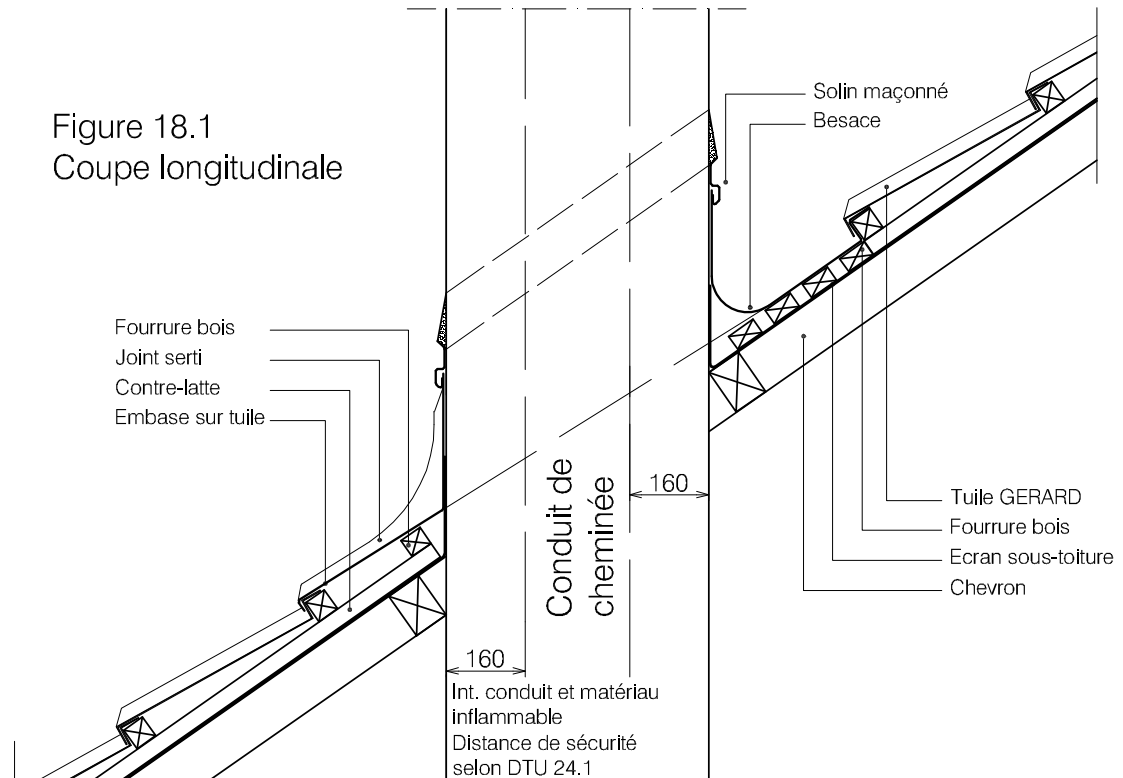 Figure 18.1
Coupe longitudinale
Solin maçonné
Besace
Fourrure bois
Joint serti
Contre-latte
Embase sur tuile
Conduit de
cheminée
160
160
Tuile GERARD
Fourrure bois
Ecran sous-toiture
Chevron
Int. conduit et matériau
inflammable
Distance de sécurité
selon DTU 24.1